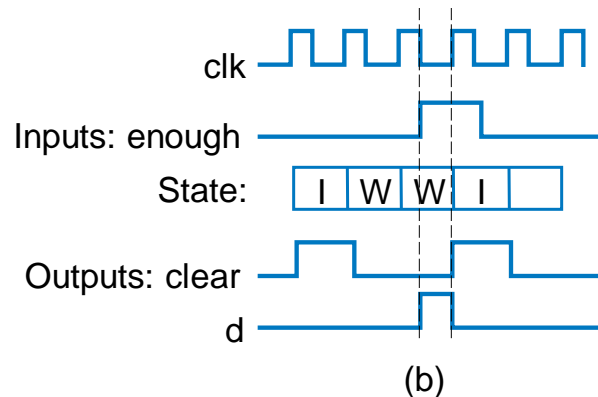 clk
Inputs: enough
State: I W W I
Outputs: clear
d
(b)